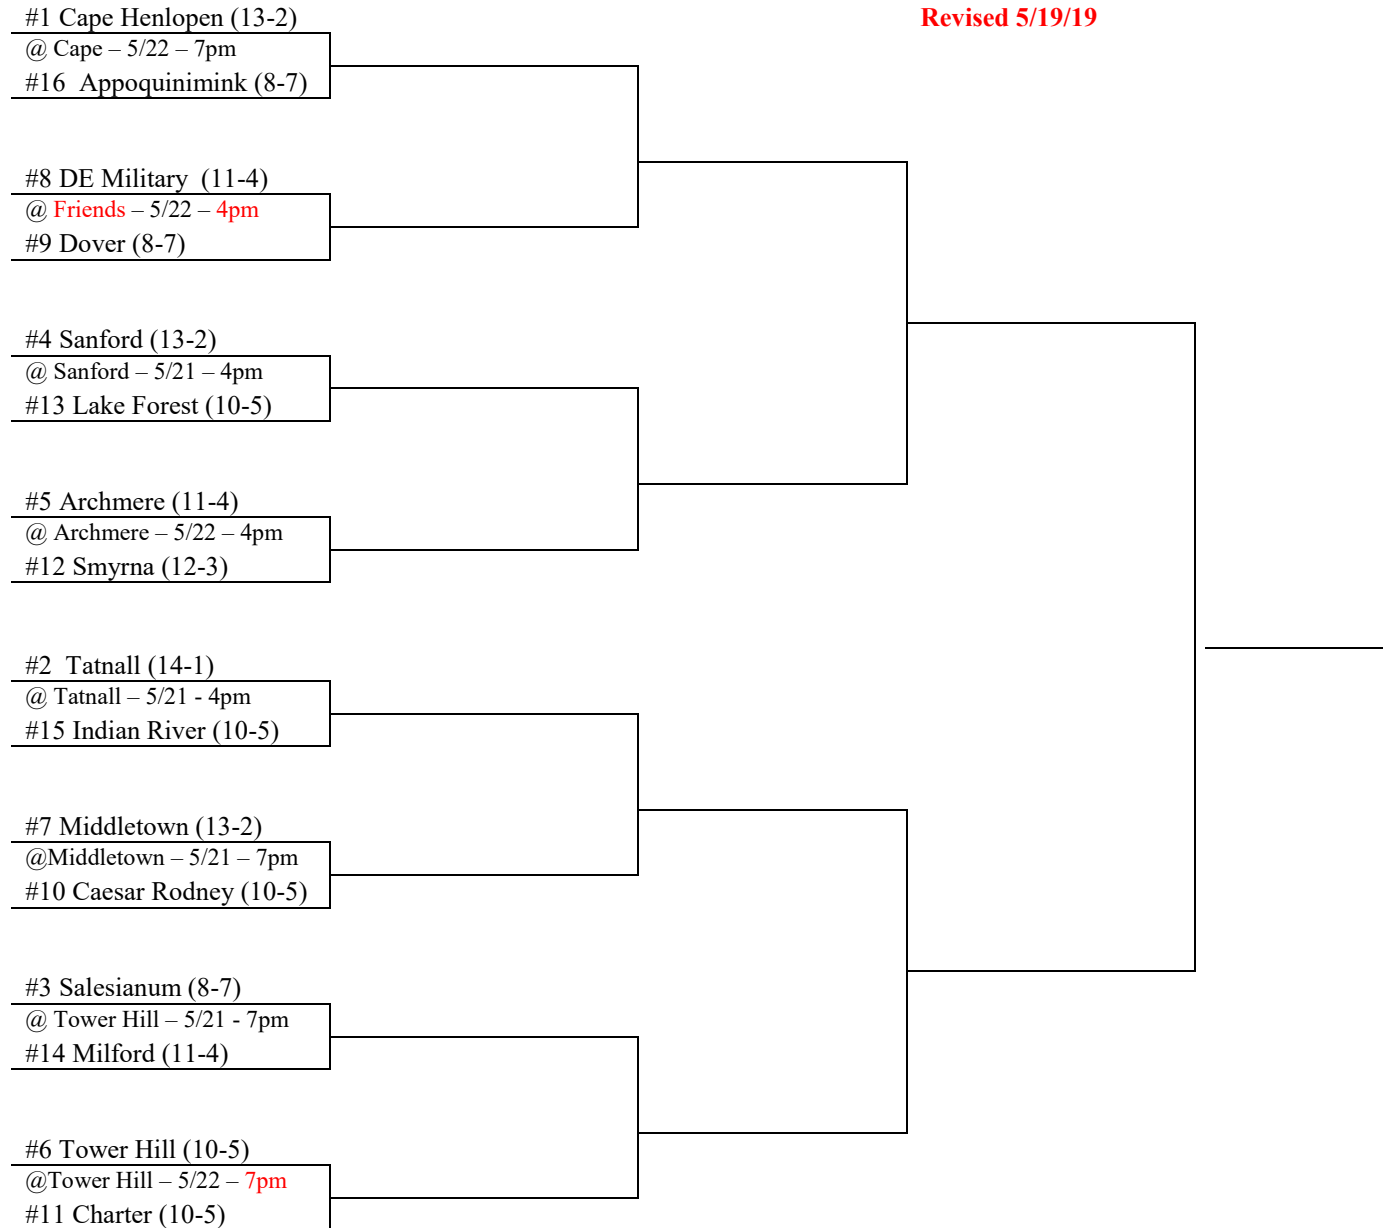 #1 Cape Henlopen (13-2)
Revised 5/19/19
@ Cape – 5/22 – 7pm
#16  Appoquinimink (8-7)
#8 DE Military  (11-4)
@ Friends – 5/22 – 4pm
#9 Dover (8-7)
#4 Sanford (13-2)
@ Sanford – 5/21 – 4pm
#13 Lake Forest (10-5)
#5 Archmere (11-4)
@ Archmere – 5/22 – 4pm
#12 Smyrna (12-3)
#2  Tatnall (14-1)
@ Tatnall – 5/21 - 4pm
#15 Indian River (10-5)
#7 Middletown (13-2)
@Middletown – 5/21 – 7pm
#10 Caesar Rodney (10-5)
#3 Salesianum (8-7)
@ Tower Hill – 5/21 - 7pm
#14 Milford (11-4)
#6 Tower Hill (10-5)
@Tower Hill – 5/22 – 7pm
#11 Charter (10-5)